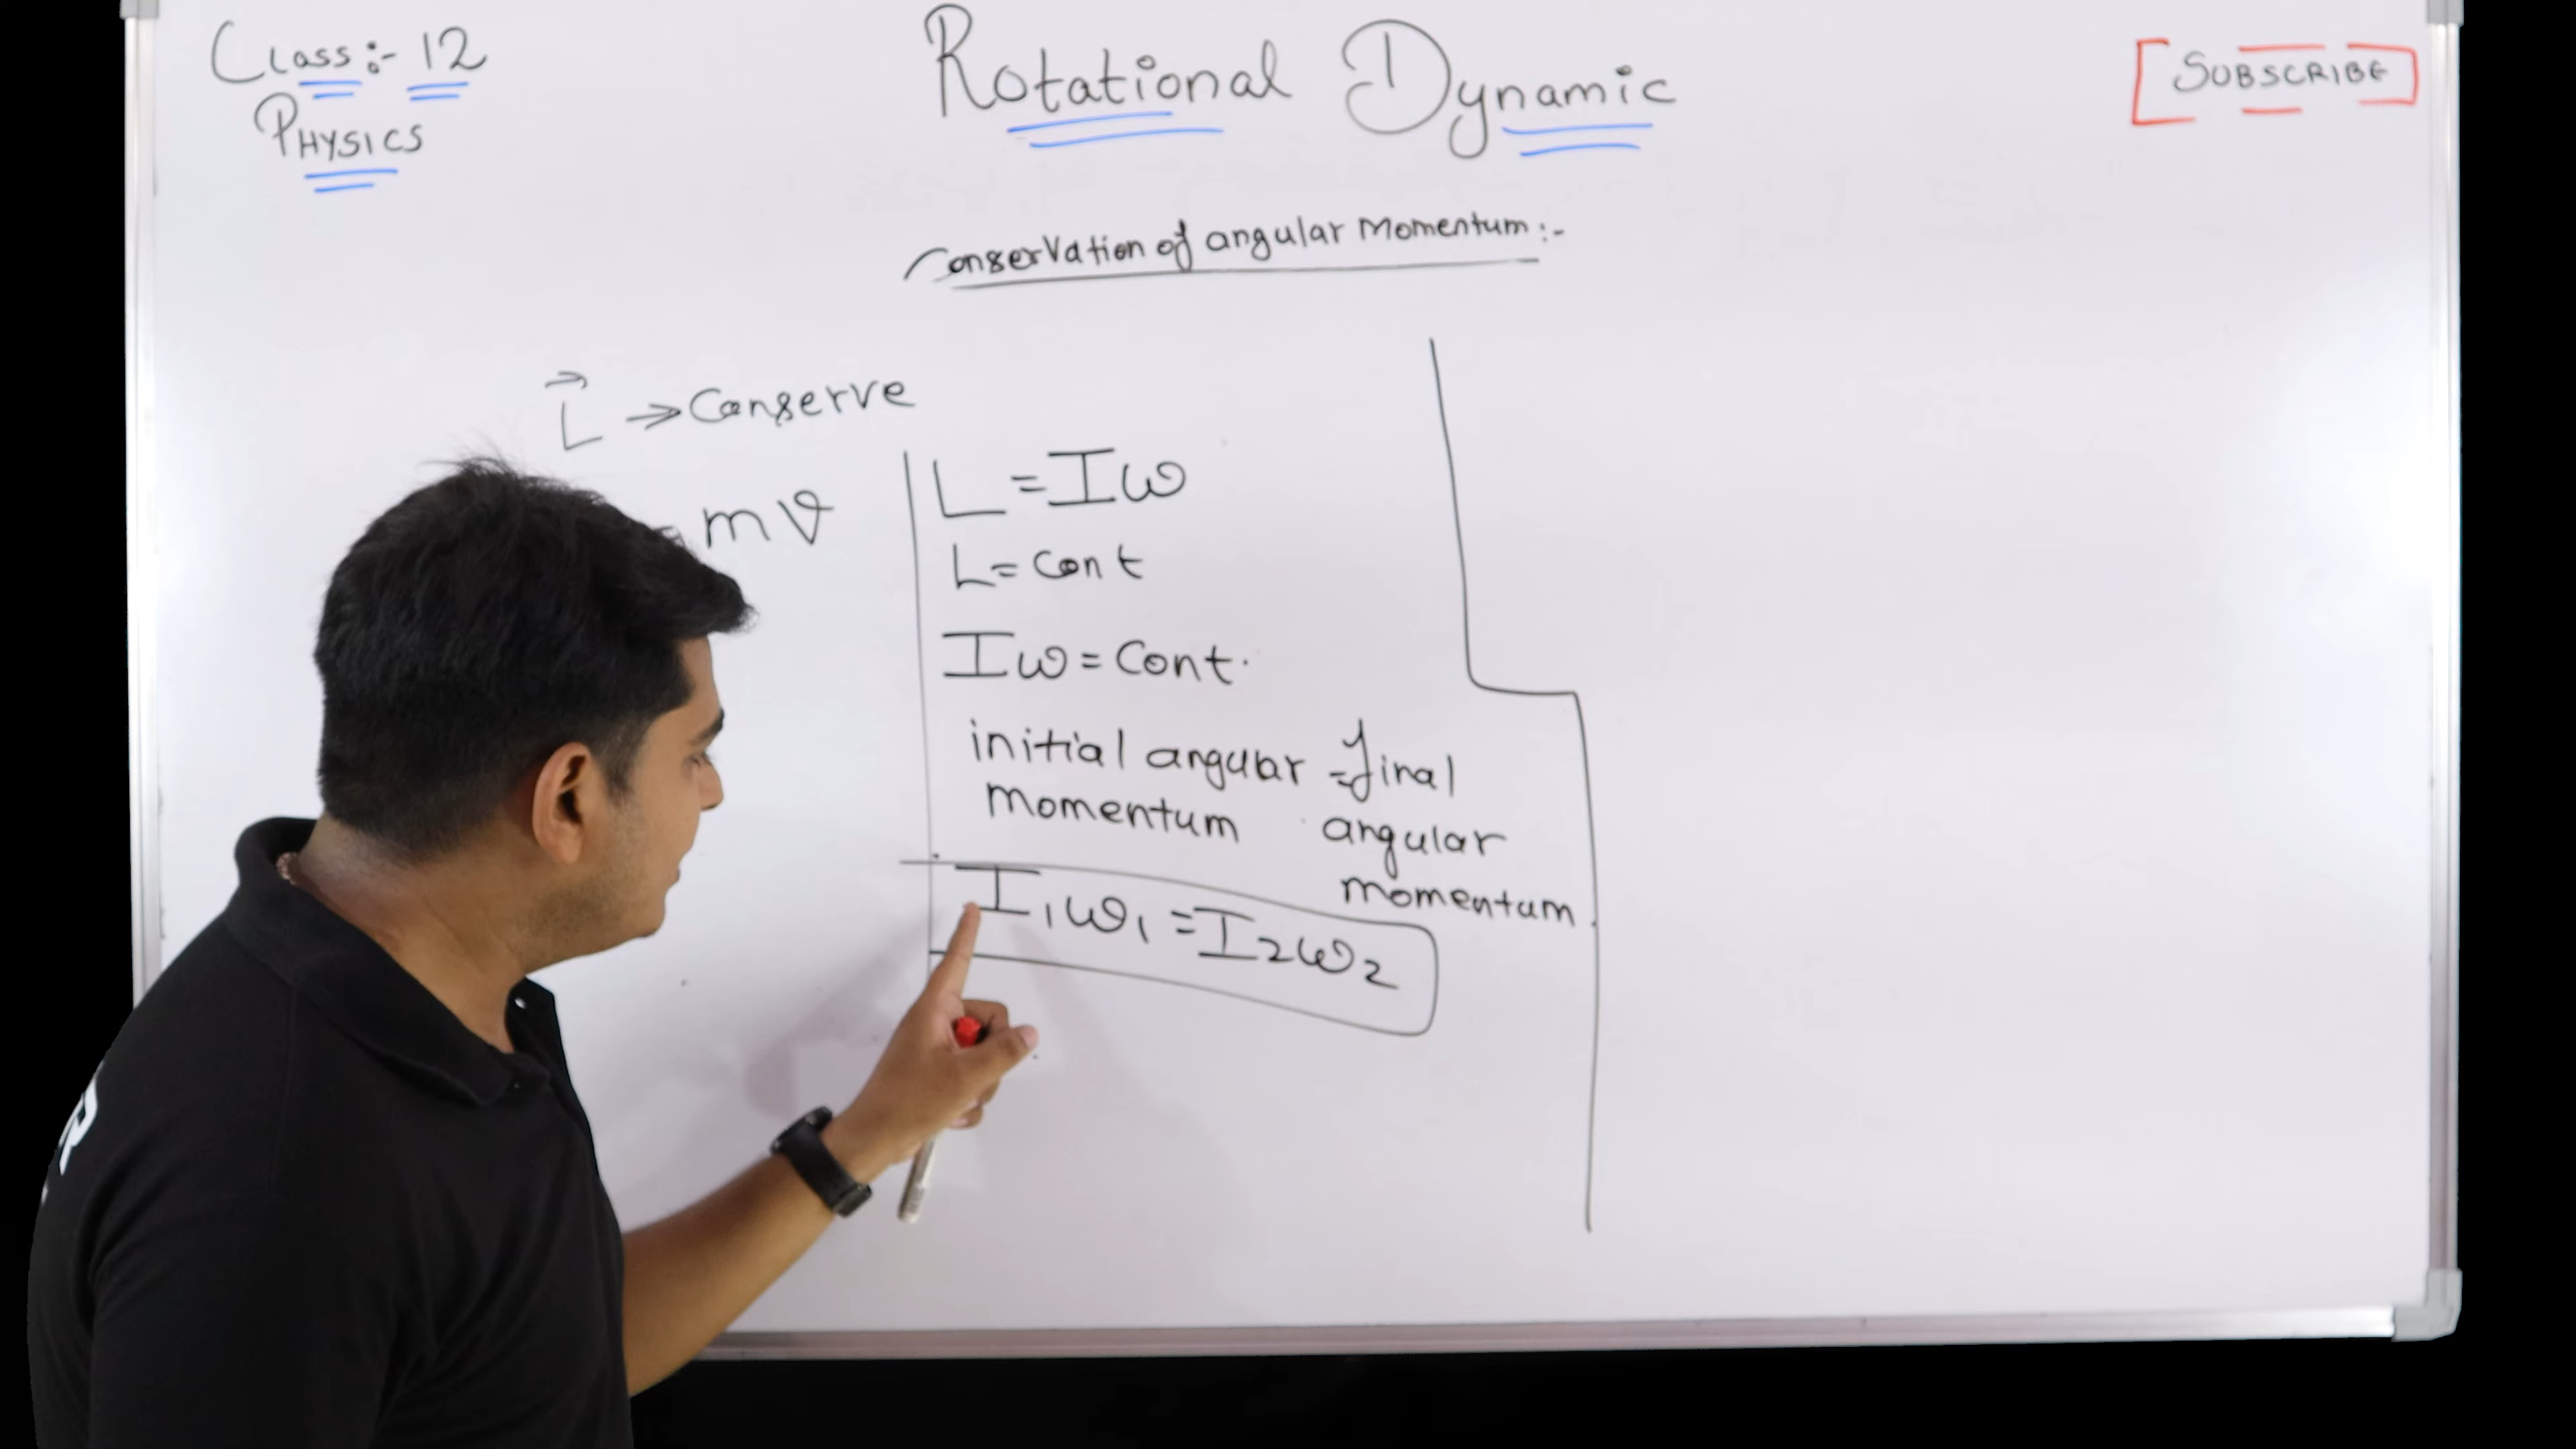 Class:- 12
Physics
Rotational Dynamic
[SUBSCRIBE]
Conservation of angular Momentum:-
L⃗ → Conserve
= mv
L = Iω
L = Cont
Iω = Cont.
initial angular = final
momentum angular
momentum.
I₁ω₁ = I₂ω₂
R